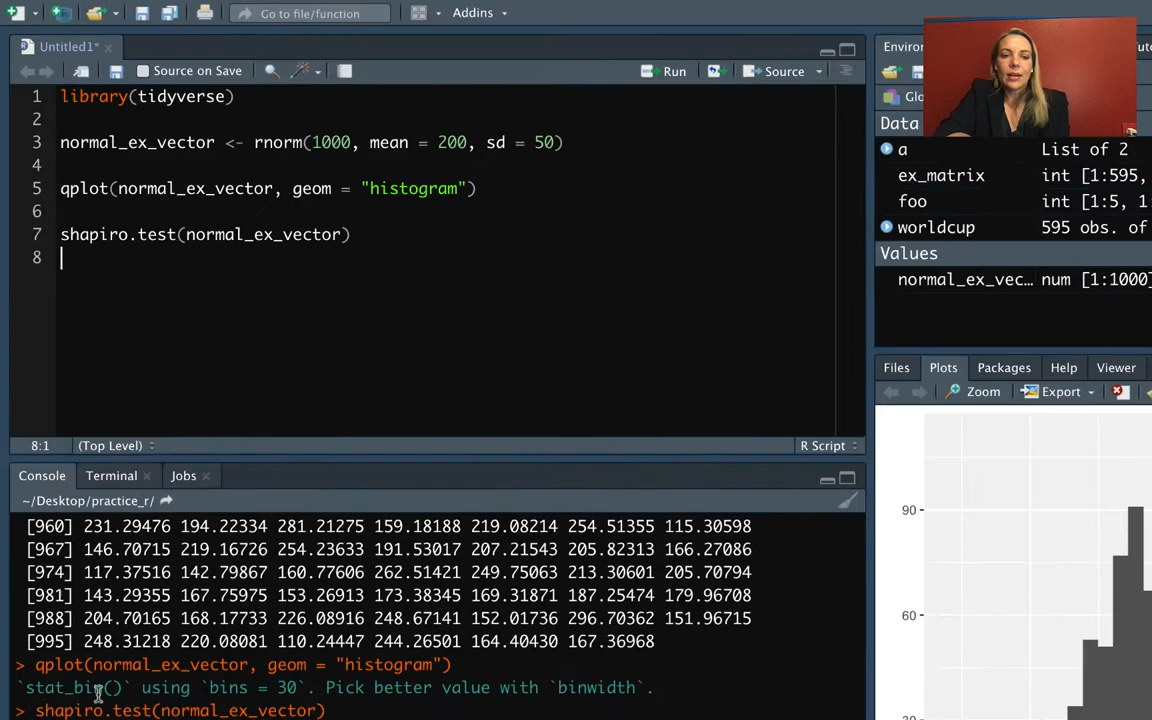 Go to file/function
Addins
Untitled1*
Source on Save
Run
Source
1 library(tidyverse)
2
3 normal_ex_vector <- rnorm(1000, mean = 200, sd = 50)
4
5 qplot(normal_ex_vector, geom = "histogram")
6
7 shapiro.test(normal_ex_vector)
8
8:1 (Top Level) R Script
Console Terminal Jobs
~/Desktop/practice_r/
[960] 231.29476 194.22334 281.21275 159.18188 219.08214 254.51355 115.30598
[967] 146.70715 219.16726 254.23633 191.53017 207.21543 205.82313 166.27086
[974] 117.37516 142.79867 160.77606 262.51421 249.75063 213.30601 205.70794
[981] 143.29355 167.75975 153.26913 173.38345 169.31871 187.25474 179.96708
[988] 204.70165 168.17733 226.08916 248.67141 152.01736 296.70362 151.96715
[995] 248.31218 220.08081 110.24447 244.26501 164.40430 167.36968
> qplot(normal_ex_vector, geom = "histogram")
`stat_bin()` using `bins = 30`. Pick better value with `binwidth`.
> shapiro.test(normal_ex_vector)
Environ
Glo
Data
a List of 2
ex_matrix int [1:595,
foo int [1:5, 1:
worldcup 595 obs. of
Values
normal_ex_vec… num [1:1000]
Files Plots Packages Help Viewer
Zoom Export
90
60